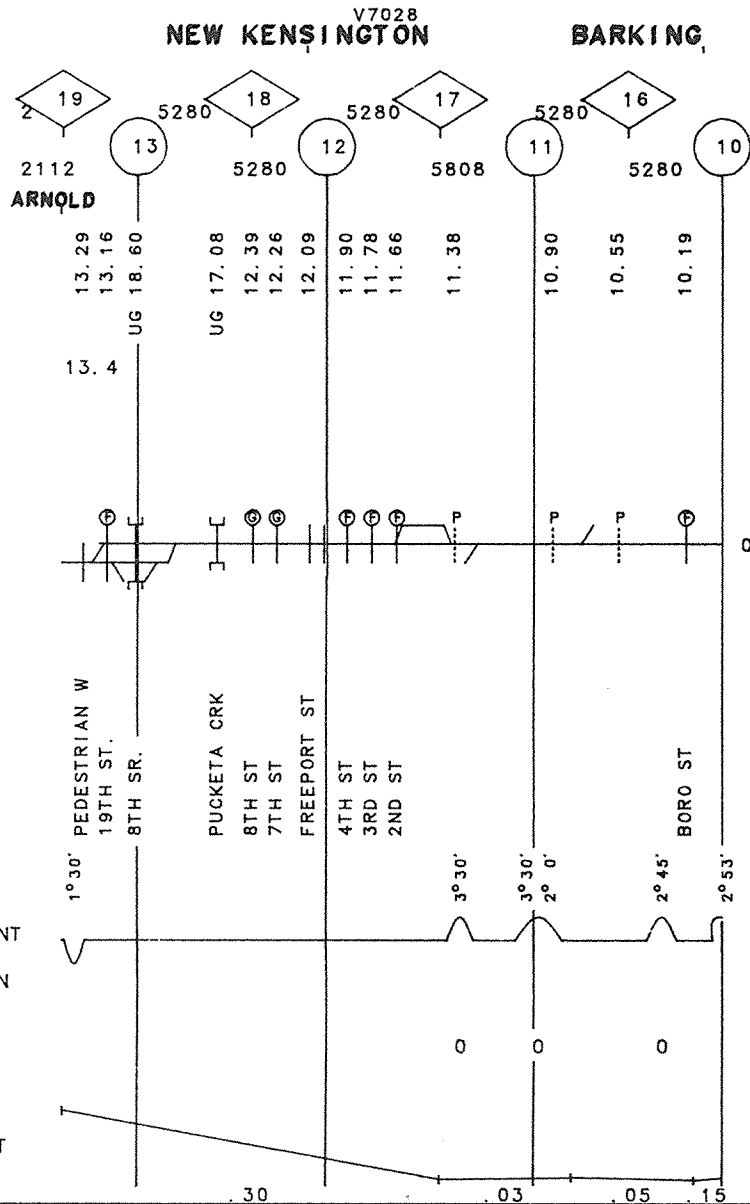 V7028
NEW KENSINGTON BARKING
19 18 17 16
2 5280 5280 5280
13 12 11 10
2112 5280 5808 5280
ARNOLD
13.29
13.16
UG 18.60
UG 17.08
12.39
12.26
12.09
11.90
11.78
11.66
11.38
10.90
10.55
10.19
13.4
F G G F F F P P P F
PEDESTRIAN W
19TH ST.
8TH SR.
PUCKETA CRK
8TH ST
7TH ST
FREEPORT ST
4TH ST
3RD ST
2ND ST
BORO ST
1°30'
3°30'
3°30'
2°0'
2°45'
2°53'
NT
N
0 0 0
T
.30 .03 .05 .15